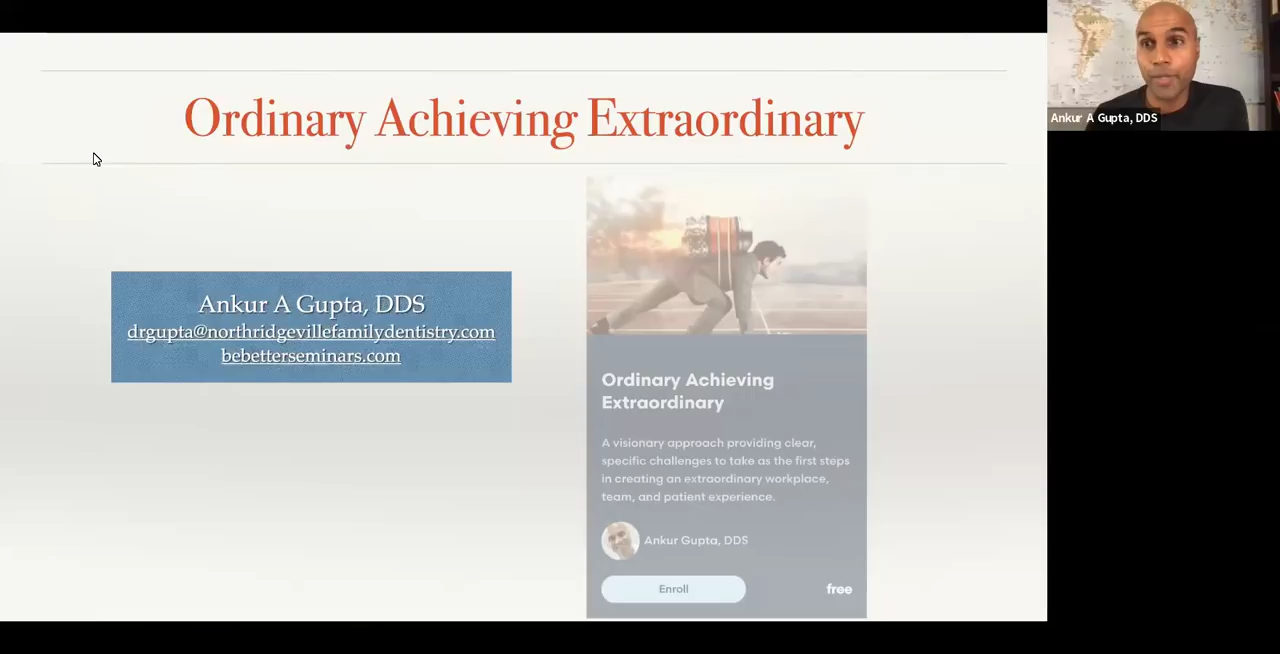 Ordinary Achieving Extraordinary
Ankur A Gupta, DDS
Ankur A Gupta, DDS
drgupta@northridgevillefamilydentistry.com
bebetterseminars.com
Ordinary Achieving
Extraordinary
A visionary approach providing clear,
specific challenges to take as the first steps
in creating an extraordinary workplace,
team, and patient experience.
Ankur Gupta, DDS
Enroll
free